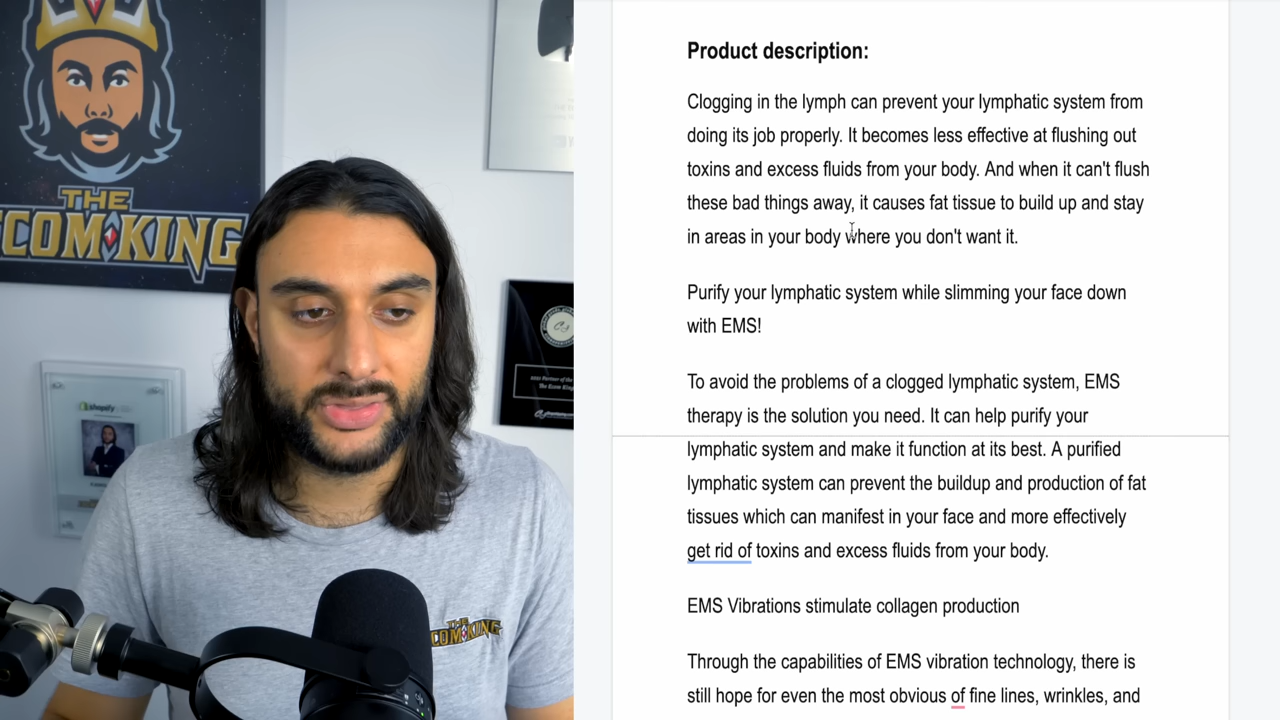 THE
COM KING
shopify
THE
COM KING
Product description:
Clogging in the lymph can prevent your lymphatic system from
doing its job properly. It becomes less effective at flushing out
toxins and excess fluids from your body. And when it can't flush
these bad things away, it causes fat tissue to build up and stay
in areas in your body where you don't want it.
Purify your lymphatic system while slimming your face down
with EMS!
To avoid the problems of a clogged lymphatic system, EMS
therapy is the solution you need. It can help purify your
lymphatic system and make it function at its best. A purified
lymphatic system can prevent the buildup and production of fat
tissues which can manifest in your face and more effectively
get rid of toxins and excess fluids from your body.
EMS Vibrations stimulate collagen production
Through the capabilities of EMS vibration technology, there is
still hope for even the most obvious of fine lines, wrinkles, and